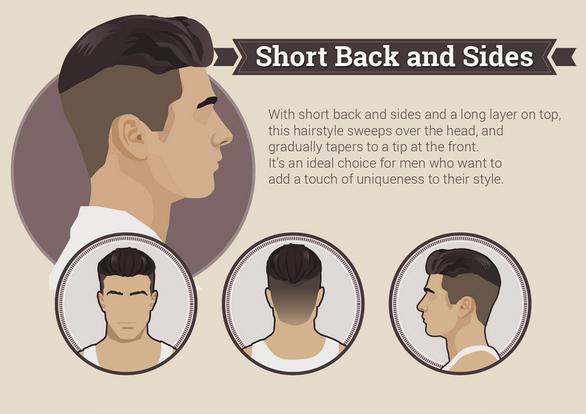 Short Back and Sides
With short back and sides and a long layer on top,
this hairstyle sweeps over the head, and
gradually tapers to a tip at the front.
It's an ideal choice for men who want to
add a touch of uniqueness to their style.